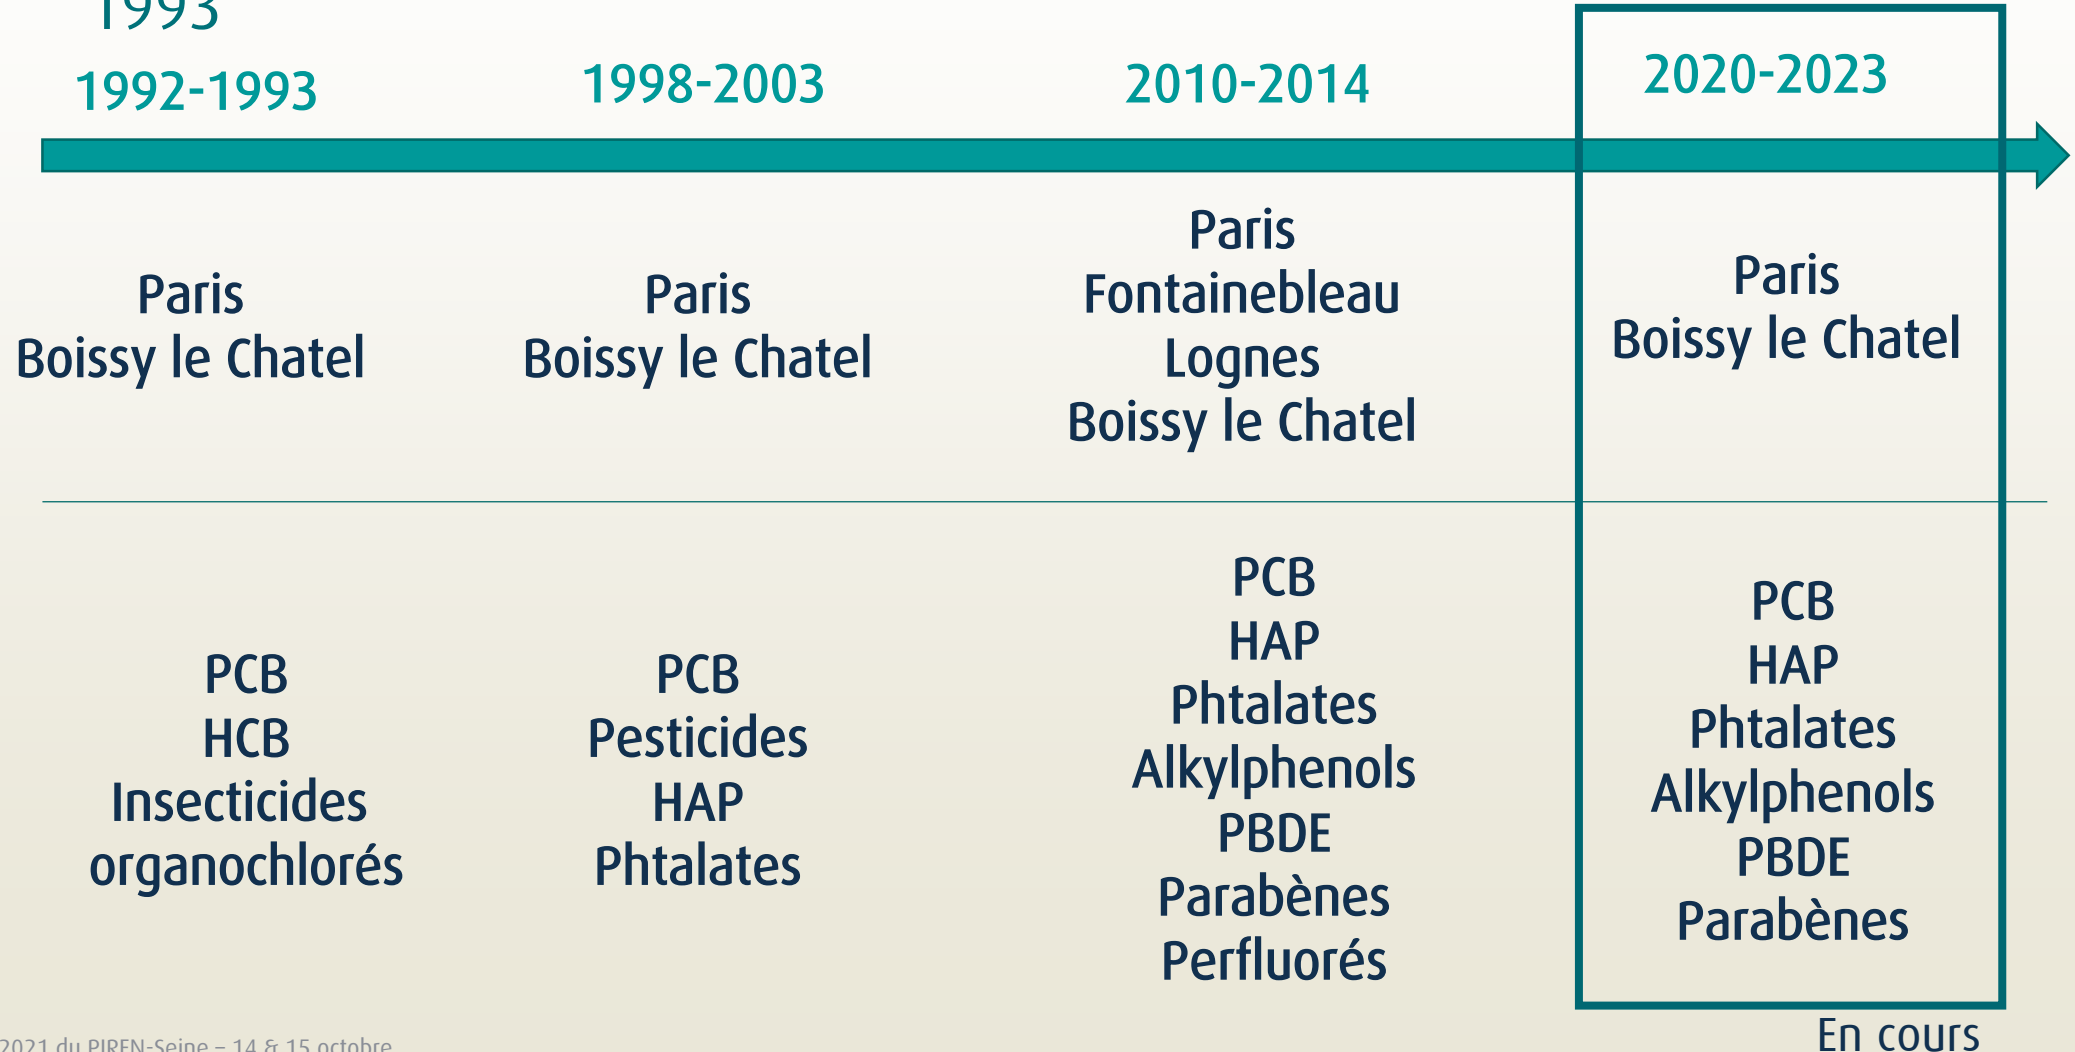 1993
1992-1993
1998-2003
2010-2014
2020-2023
Paris
Boissy le Chatel
Paris
Boissy le Chatel
Paris
Fontainebleau
Lognes
Boissy le Chatel
Paris
Boissy le Chatel
PCB
HCB
Insecticides
organochlorés
PCB
Pesticides
HAP
Phtalates
PCB
HAP
Phtalates
Alkylphenols
PBDE
Parabènes
Perfluorés
PCB
HAP
Phtalates
Alkylphenols
PBDE
Parabènes
En cours
2021 du PIREN-Seine – 14 & 15 octobre